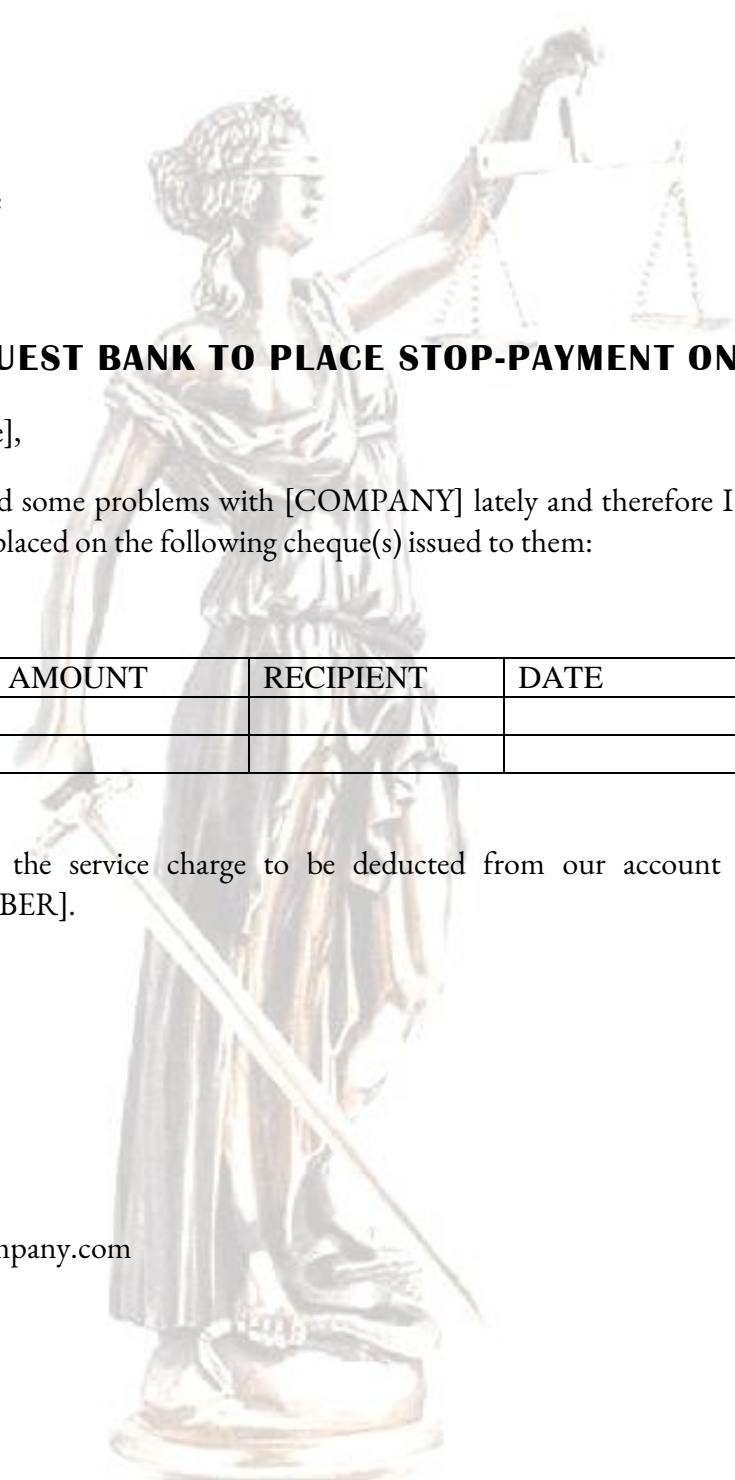 UEST BANK TO PLACE STOP-PAYMENT ON
e],
d some problems with [COMPANY] lately and therefore I
placed on the following cheque(s) issued to them:
AMOUNT RECIPIENT DATE
the service charge to be deducted from our account
BER].
mpany.com